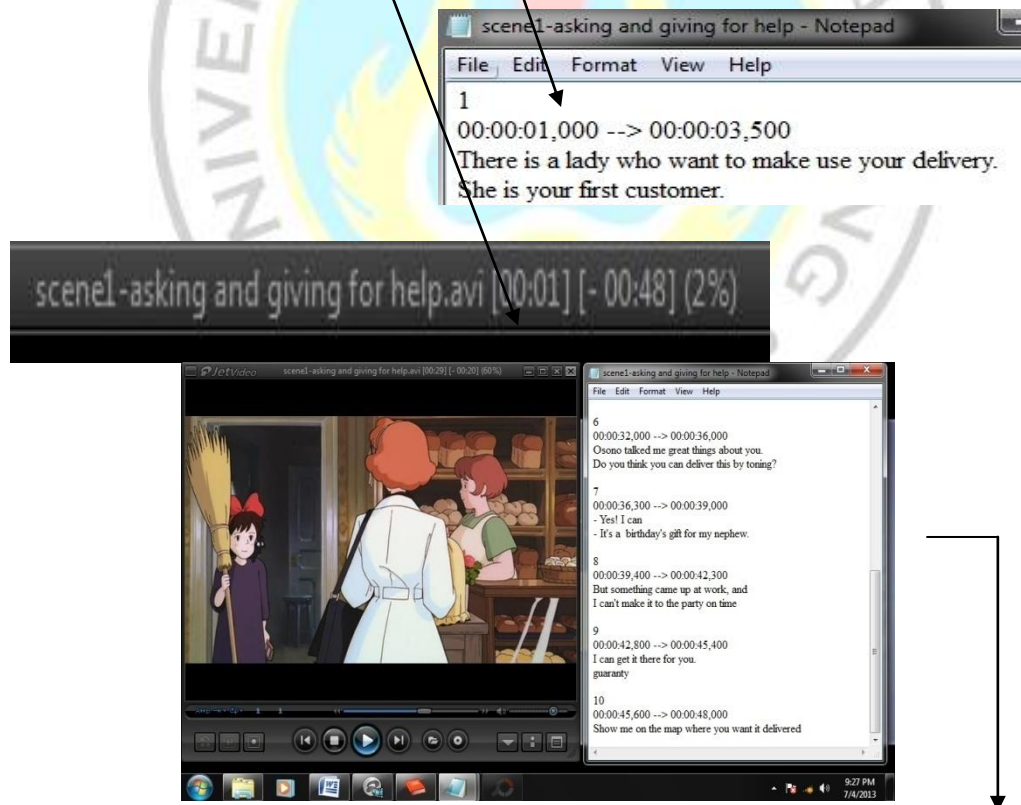 scene1-asking and giving for help - Notepad
File Edit Format View Help
1
00:00:01,000 --> 00:00:03,500
There is a lady who want to make use your delivery.
She is your first customer.
scene1-asking and giving for help.avi [00:01] [- 00:48] (2%)
JetVideo scene1-asking and giving for help.avi [00:29] [- 00:20] (60%)
scene1-asking and giving for help - Notepad
File Edit Format View Help
6
00:00:32,000 --> 00:00:36,000
Osono talked me great things about you.
Do you think you can deliver this by toning?
7
00:00:36,300 --> 00:00:39,000
- Yes! I can
- It's a birthday's gift for my nephew.
8
00:00:39,400 --> 00:00:42,300
But something came up at work, and
I can't make it to the party on time
9
00:00:42,800 --> 00:00:45,400
I can get it there for you.
guaranty
10
00:00:45,600 --> 00:00:48,000
Show me on the map where you want it delivered
9:27 PM
7/4/2013